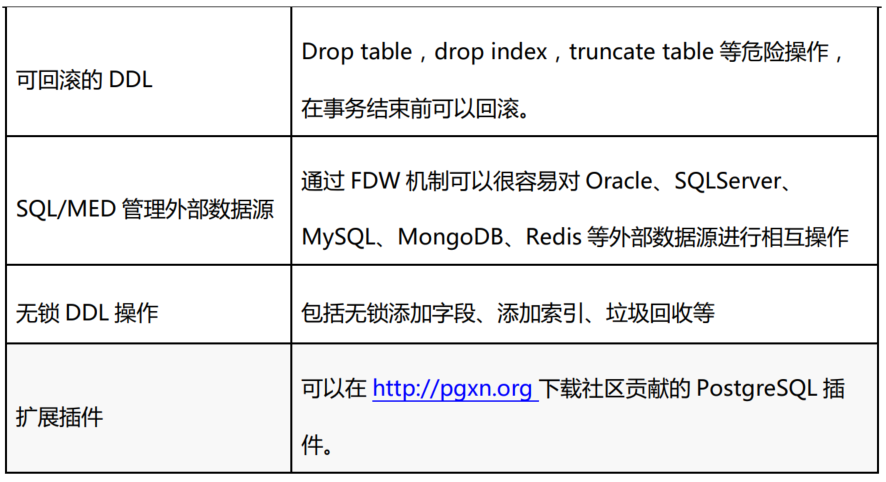 可回滚的 DDL
Drop table，drop index，truncate table 等危险操作，
在事务结束前可以回滚。
SQL/MED 管理外部数据源
通过 FDW 机制可以很容易对 Oracle、SQLServer、
MySQL、MongoDB、Redis 等外部数据源进行相互操作
无锁 DDL 操作
包括无锁添加字段、添加索引、垃圾回收等
扩展插件
可以在 http://pgxn.org 下载社区贡献的 PostgreSQL 插
件。